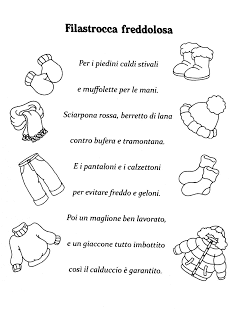 Filastrocca freddolosa
Per i piedini caldi stivali
e muffolette per le mani.
Sciarpona rossa, berretto di lana
contro bufera e tramontana.
E i pantaloni e i calzettoni
per evitare freddo e geloni.
Poi un maglione ben lavorato,
e un giaccone tutto imbottito
così il calduccio è garantito.